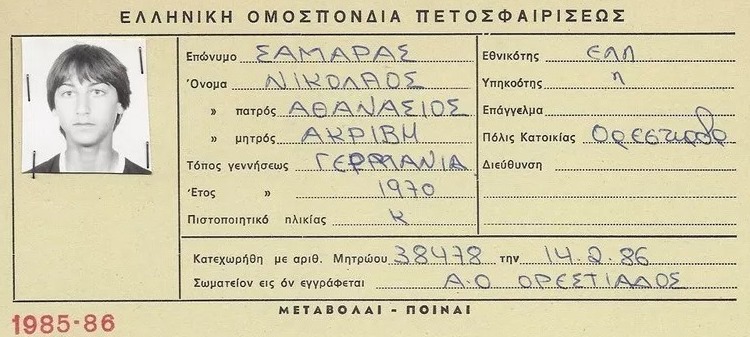 ΕΛΛΗΝΙΚΗ ΟΜΟΣΠΟΝΔΙΑ ΠΕΤΟΣΦΑΙΡΙΣΕΩΣ
Επώνυμο ΣΑΜΑΡΑΣ
Όνομα ΝΙΚΟΛΑΟΣ
» πατρός ΑΘΑΝΑΣΙΟΣ
» μητρός ΑΚΡΙΒΗ
Τόπος γεννήσεως ΓΕΡΜΑΝΙΑ
Έτος » 1970
Πιστοποιητικό ηλικίας Κ
Εθνικότης ΕΛΛ
Υπηκοότης "
Επάγγελμα
Πόλις Κατοικίας
Διεύθυνση
Κατεχωρήθη με αριθ. Μητρώου 38478 την 14.2.86
Σωματείον εις όν εγγράφεται Α.Ο ΟΡΕΣΤΙΑΔΟΣ
ΜΕΤΑΒΟΛΑΙ - ΠΟΙΝΑΙ
1985-86